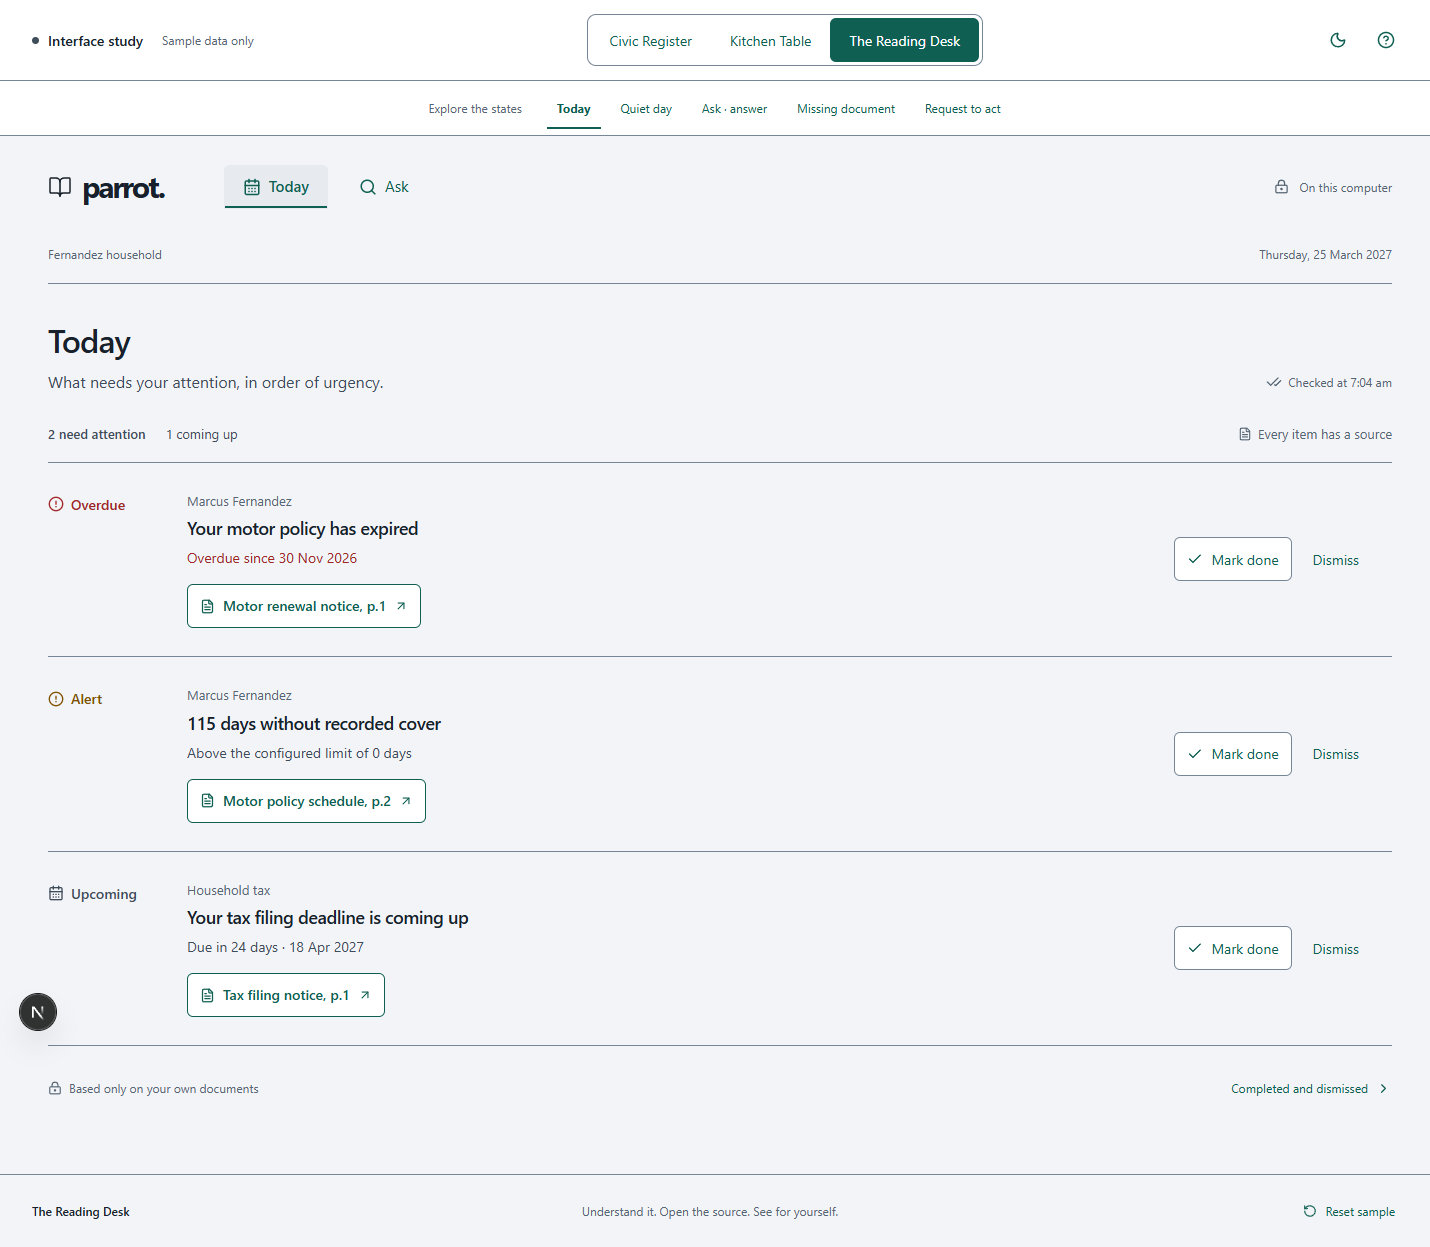 Interface study
Sample data only
Civic Register
Kitchen Table
The Reading Desk
Explore the states
Today
Quiet day
Ask · answer
Missing document
Request to act
parrot.
Today
Ask
On this computer
Fernandez household
Thursday, 25 March 2027
Today
What needs your attention, in order of urgency.
Checked at 7:04 am
2 need attention
1 coming up
Every item has a source
Overdue
Marcus Fernandez
Your motor policy has expired
Overdue since 30 Nov 2026
Motor renewal notice, p.1
Mark done
Dismiss
Alert
Marcus Fernandez
115 days without recorded cover
Above the configured limit of 0 days
Motor policy schedule, p.2
Mark done
Dismiss
Upcoming
Household tax
Your tax filing deadline is coming up
Due in 24 days · 18 Apr 2027
Tax filing notice, p.1
Mark done
Dismiss
N
Based only on your own documents
Completed and dismissed
The Reading Desk
Understand it. Open the source. See for yourself.
Reset sample